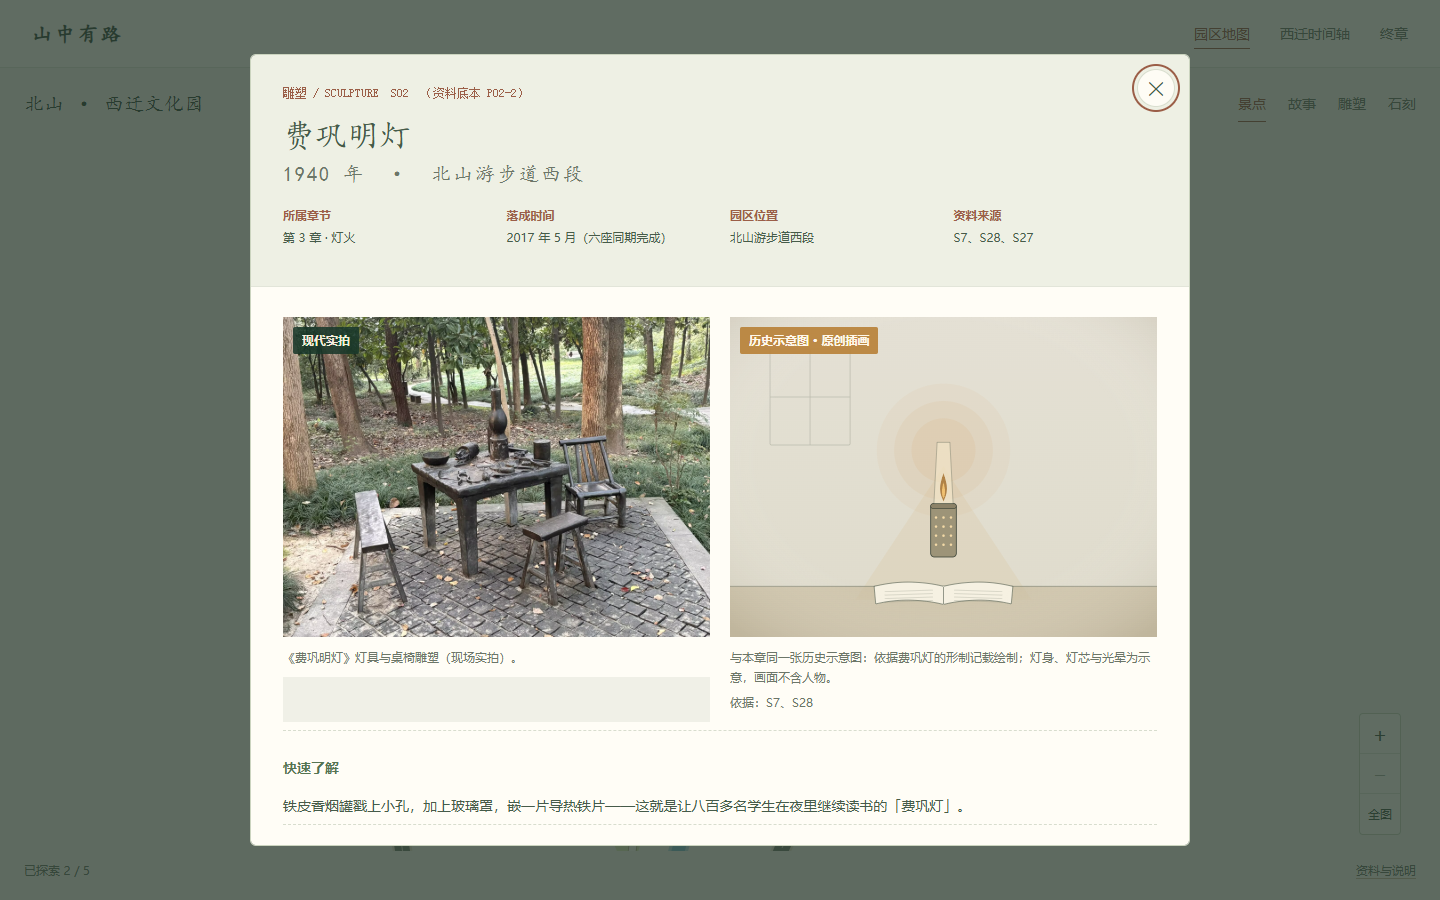 山中有路
园区地图 西迁时间轴 终章
北山 • 西迁文化园
景点 故事 雕塑 石刻
雕塑 / SCULPTURE S02 （资料底本 P02-2）
费巩明灯
1940 年 • 北山游步道西段
所属章节 落成时间 园区位置 资料来源
第 3 章 · 灯火 2017 年 5 月（六座同期完成） 北山游步道西段 S7、S28、S27
现代实拍
历史示意图 • 原创插画
《费巩明灯》灯具与桌椅雕塑（现场实拍）。
与本章同一张历史示意图：依据费巩灯的形制记载绘制；灯身、灯芯与光晕为示
意，画面不含人物。
依据：S7、S28
快速了解
铁皮香烟罐戳上小孔，加上玻璃罩，嵌一片导热铁片——这就是让八百多名学生在夜里继续读书的「费巩灯」。
+
—
全图
已探索 2 / 5
资料与说明